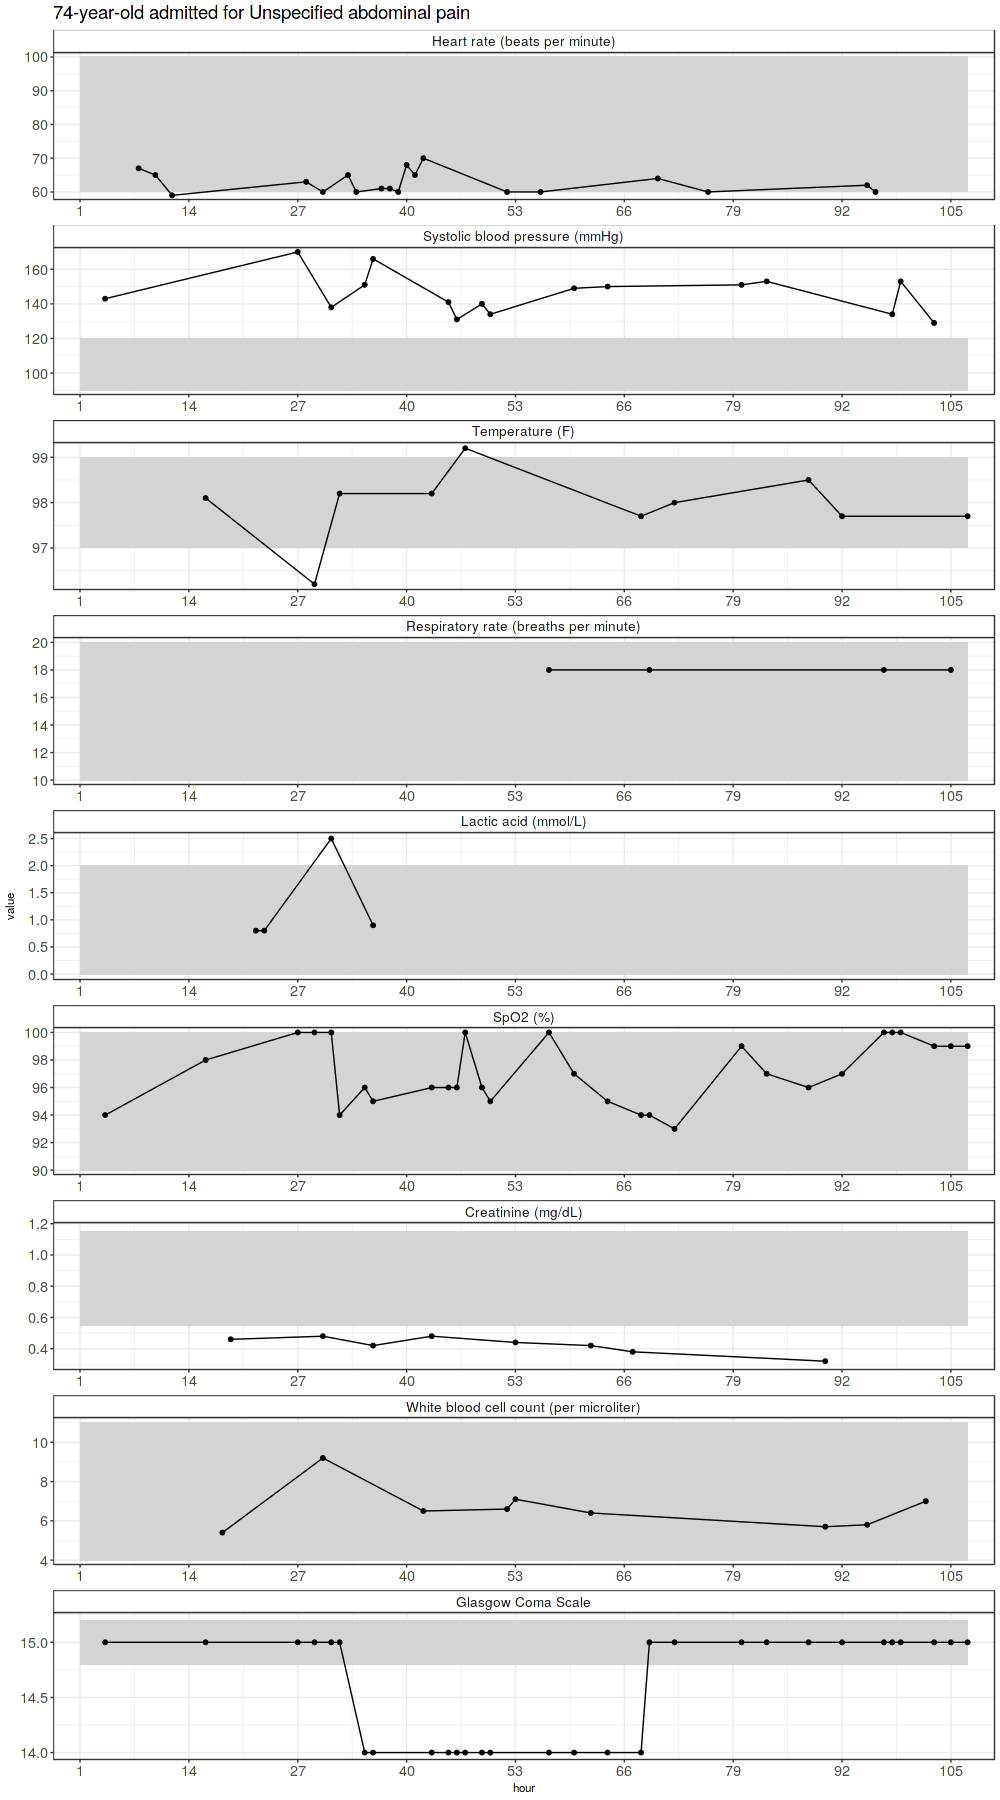 74-year-old admitted for Unspecified abdominal pain
Heart rate (beats per minute)
100
90
80
70
60
1 14 27 40 53 66 79 92 105
Systolic blood pressure (mmHg)
160
140
120
100
1 14 27 40 53 66 79 92 105
Temperature (F)
99
98
97
1 14 27 40 53 66 79 92 105
Respiratory rate (breaths per minute)
20
18
16
14
12
10
1 14 27 40 53 66 79 92 105
Lactic acid (mmol/L)
2.5
2.0
1.5
1.0
0.5
0.0
1 14 27 40 53 66 79 92 105
value
SpO2 (%)
100
98
96
94
92
90
1 14 27 40 53 66 79 92 105
Creatinine (mg/dL)
1.2
1.0
0.8
0.6
0.4
1 14 27 40 53 66 79 92 105
White blood cell count (per microliter)
10
8
6
4
1 14 27 40 53 66 79 92 105
Glasgow Coma Scale
15.0
14.5
14.0
1 14 27 40 53 66 79 92 105
hour